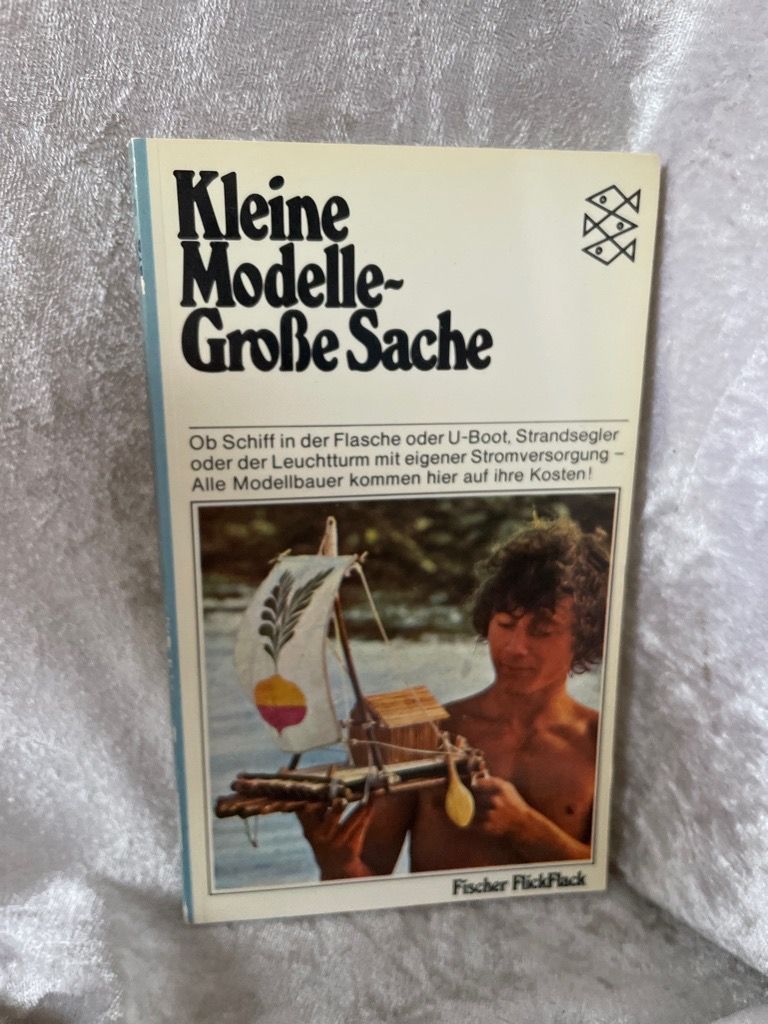 Kleine
Modelle-
Große Sache
Ob Schiff in der Flasche oder U-Boot, Strandsegler
oder der Leuchtturm mit eigener Stromversorgung –
Alle Modellbauer kommen hier auf ihre Kosten!
Fischer FlickFlack